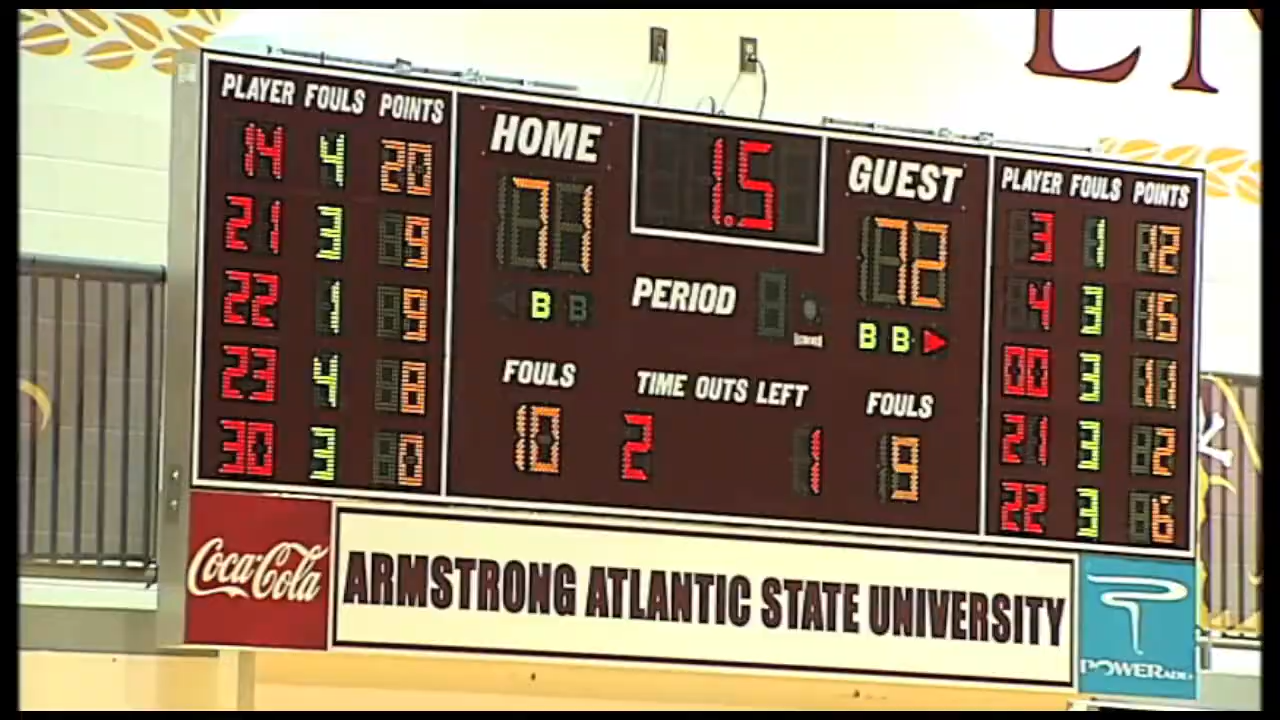 LY
PLAYER FOULS POINTS
14 4 20
21 3 9
22 1 9
23 4 8
30 3 0
HOME
71
B
1.5
PERIOD
GUEST
72
B B
FOULS
10
TIME OUTS LEFT
2 1
FOULS
9
PLAYER FOULS POINTS
3 1 12
4 3 15
00 3 11
21 3 2
22 3 6
Coca-Cola
ARMSTRONG ATLANTIC STATE UNIVERSITY
POWERADE